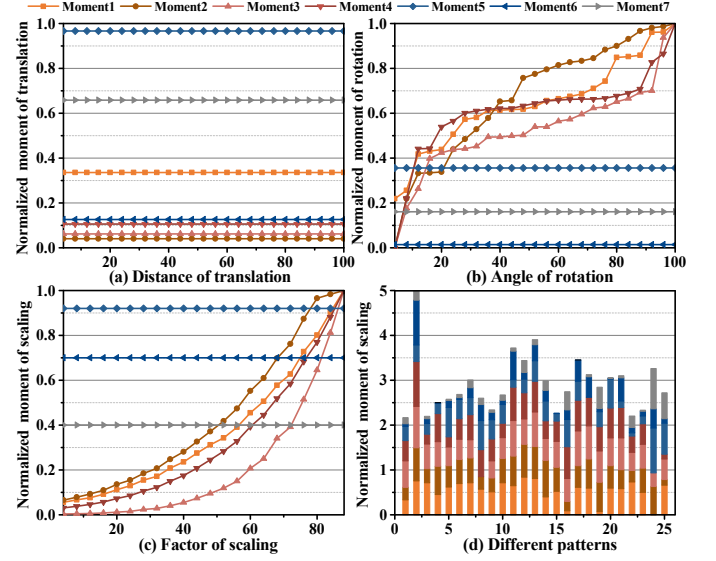 Moment1 Moment2 Moment3 Moment4 Moment5 Moment6 Moment7
Normalized moment of translation
1.0
0.8
0.6
0.4
0.2
0.0
0 20 40 60 80 100
(a) Distance of translation
Normalized moment of rotation
1.0
0.8
0.6
0.4
0.2
0.0
0 20 40 60 80 100
(b) Angle of rotation
Normalized moment of scaling
1.0
0.8
0.6
0.4
0.2
0.0
20 40 60 80
(c) Factor of scaling
Normalized moment of scaling
5
4
3
2
1
0
0 5 10 15 20 25
(d) Different patterns